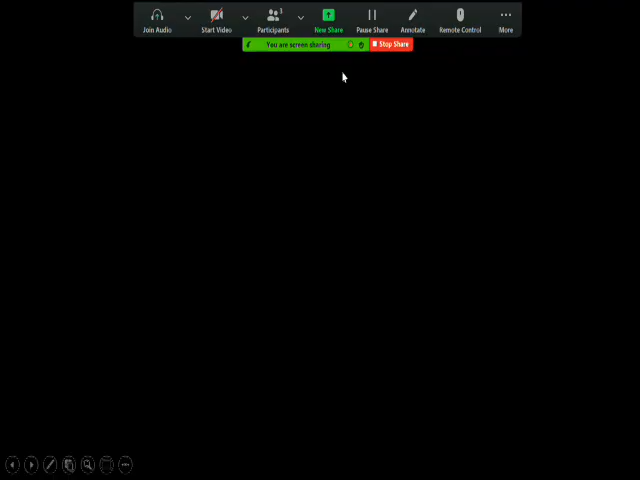 Join Audio Start Video Participants 3 New Share Pause Share Annotate Remote Control More
You are screen sharing Stop Share